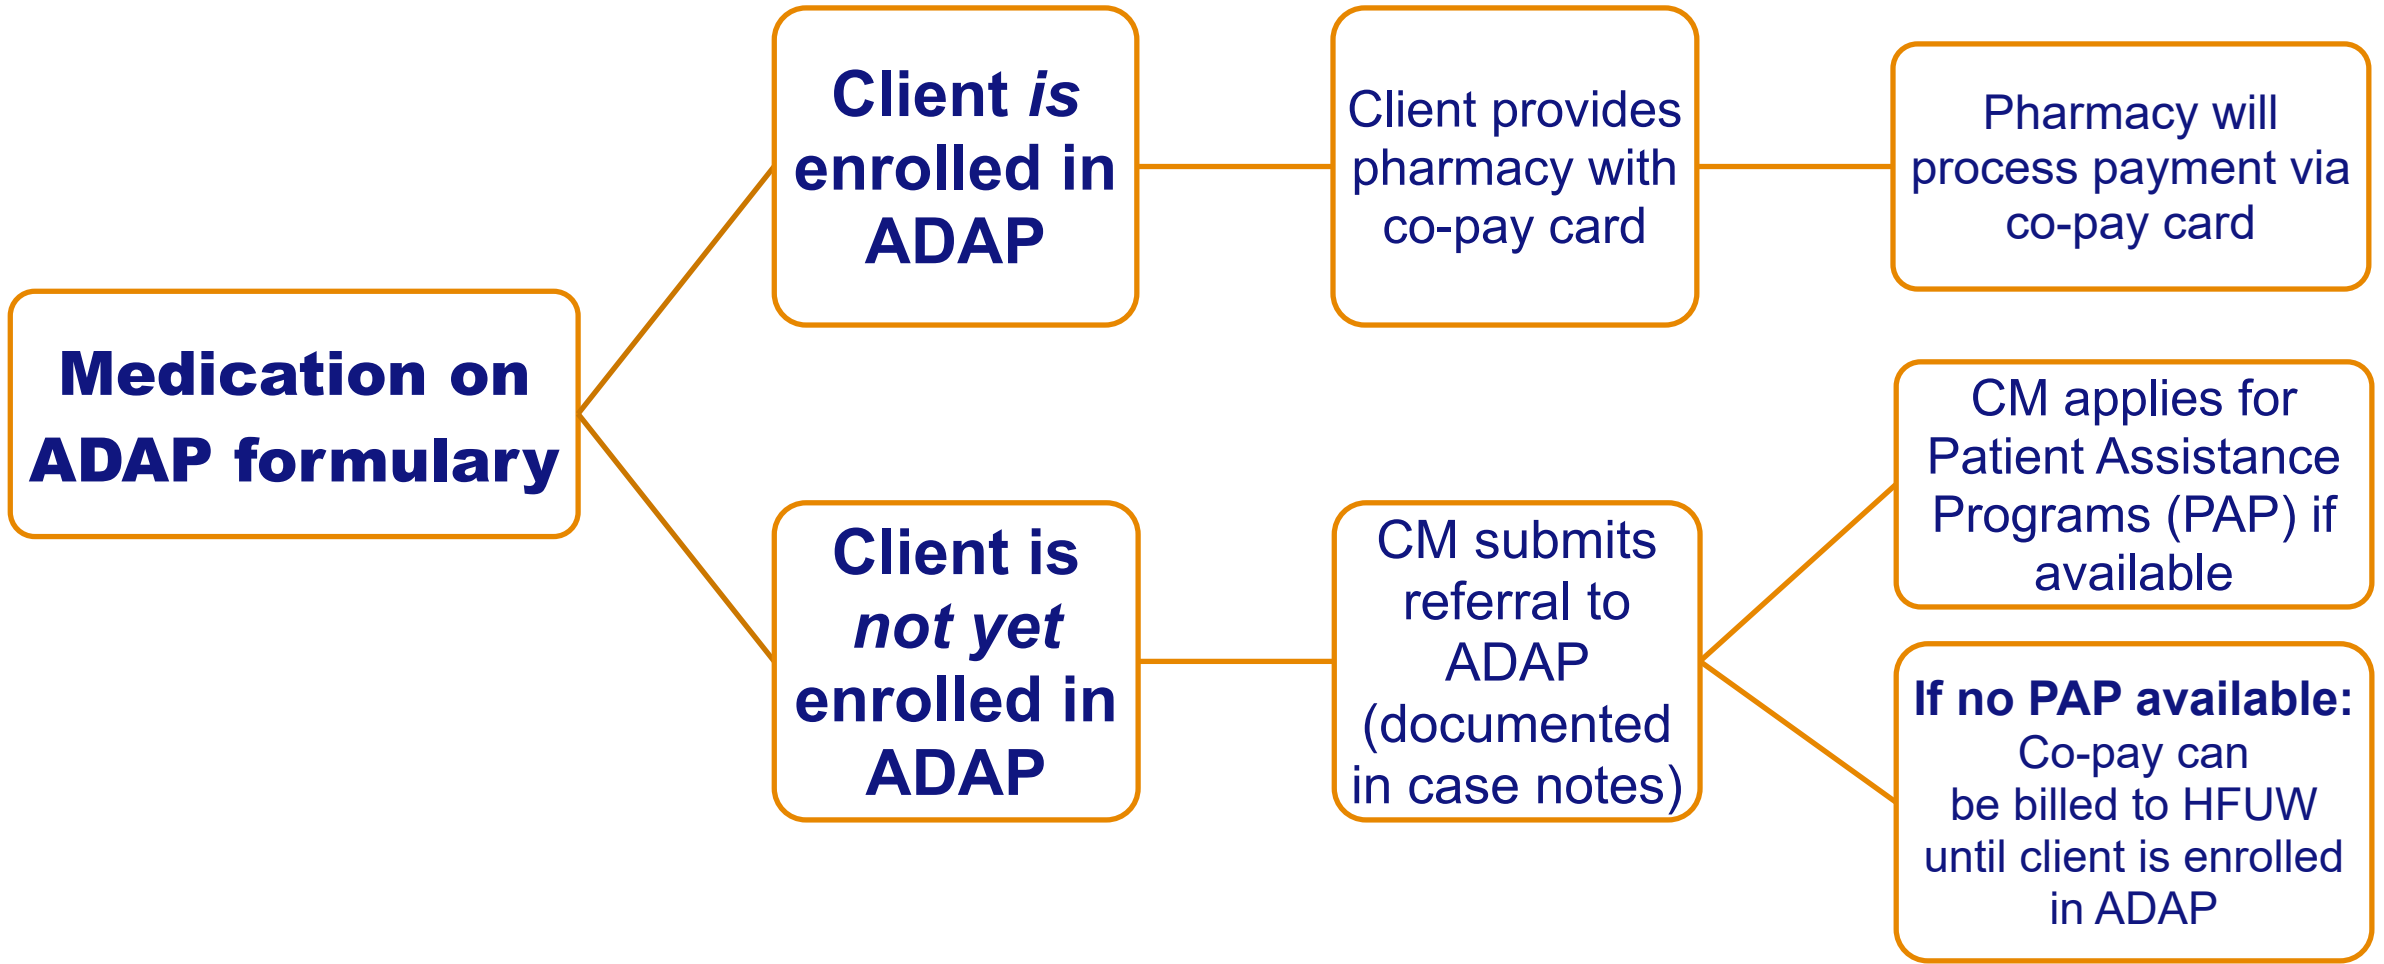 Medication on
ADAP formulary
Client is
enrolled in
ADAP
Client provides
pharmacy with
co-pay card
Pharmacy will
process payment via
co-pay card
Client is
not yet
enrolled in
ADAP
CM submits
referral to
ADAP
(documented
in case notes)
CM applies for
Patient Assistance
Programs (PAP) if
available
If no PAP available:
Co-pay can
be billed to HFUW
until client is enrolled
in ADAP